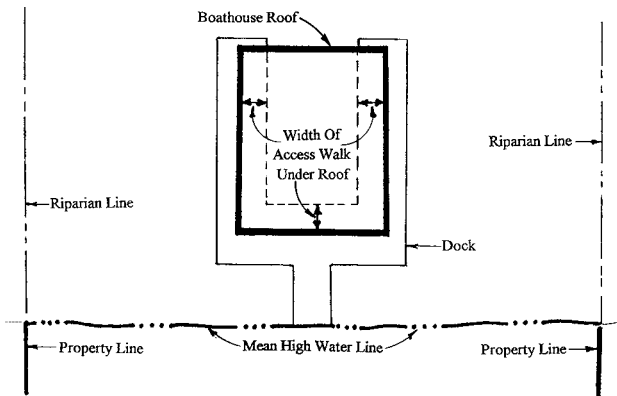 Boathouse Roof
Width Of
Access Walk
Under Roof
Riparian Line
Riparian Line
Dock
Property Line
Mean High Water Line
Property Line